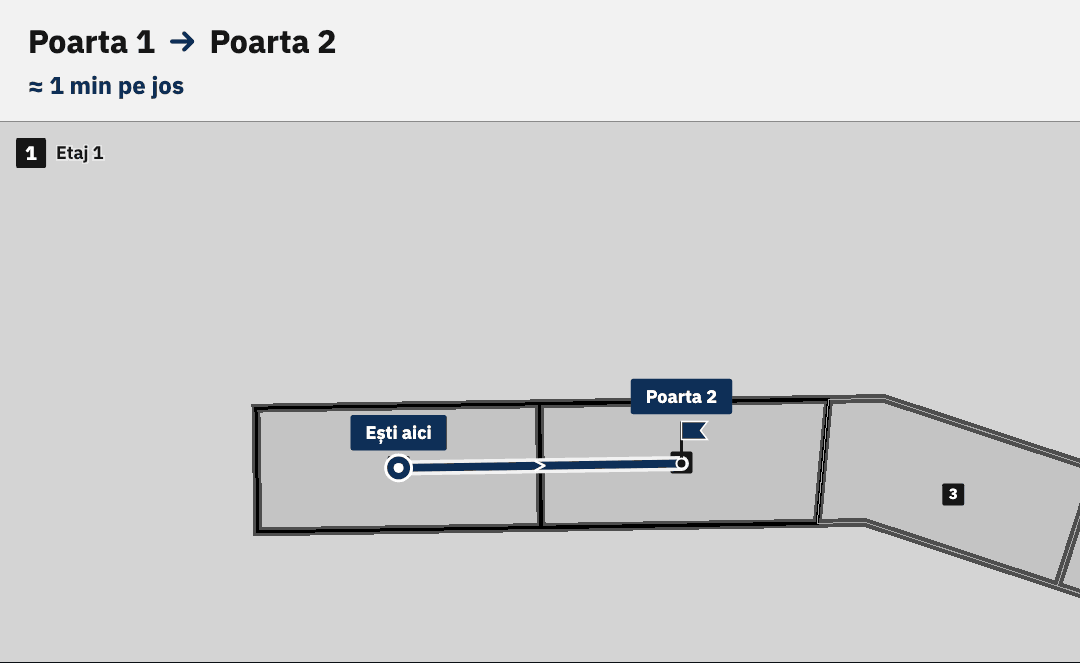 Poarta 1 → Poarta 2
≈ 1 min pe jos
1 Etaj 1
Poarta 2
Ești aici
3